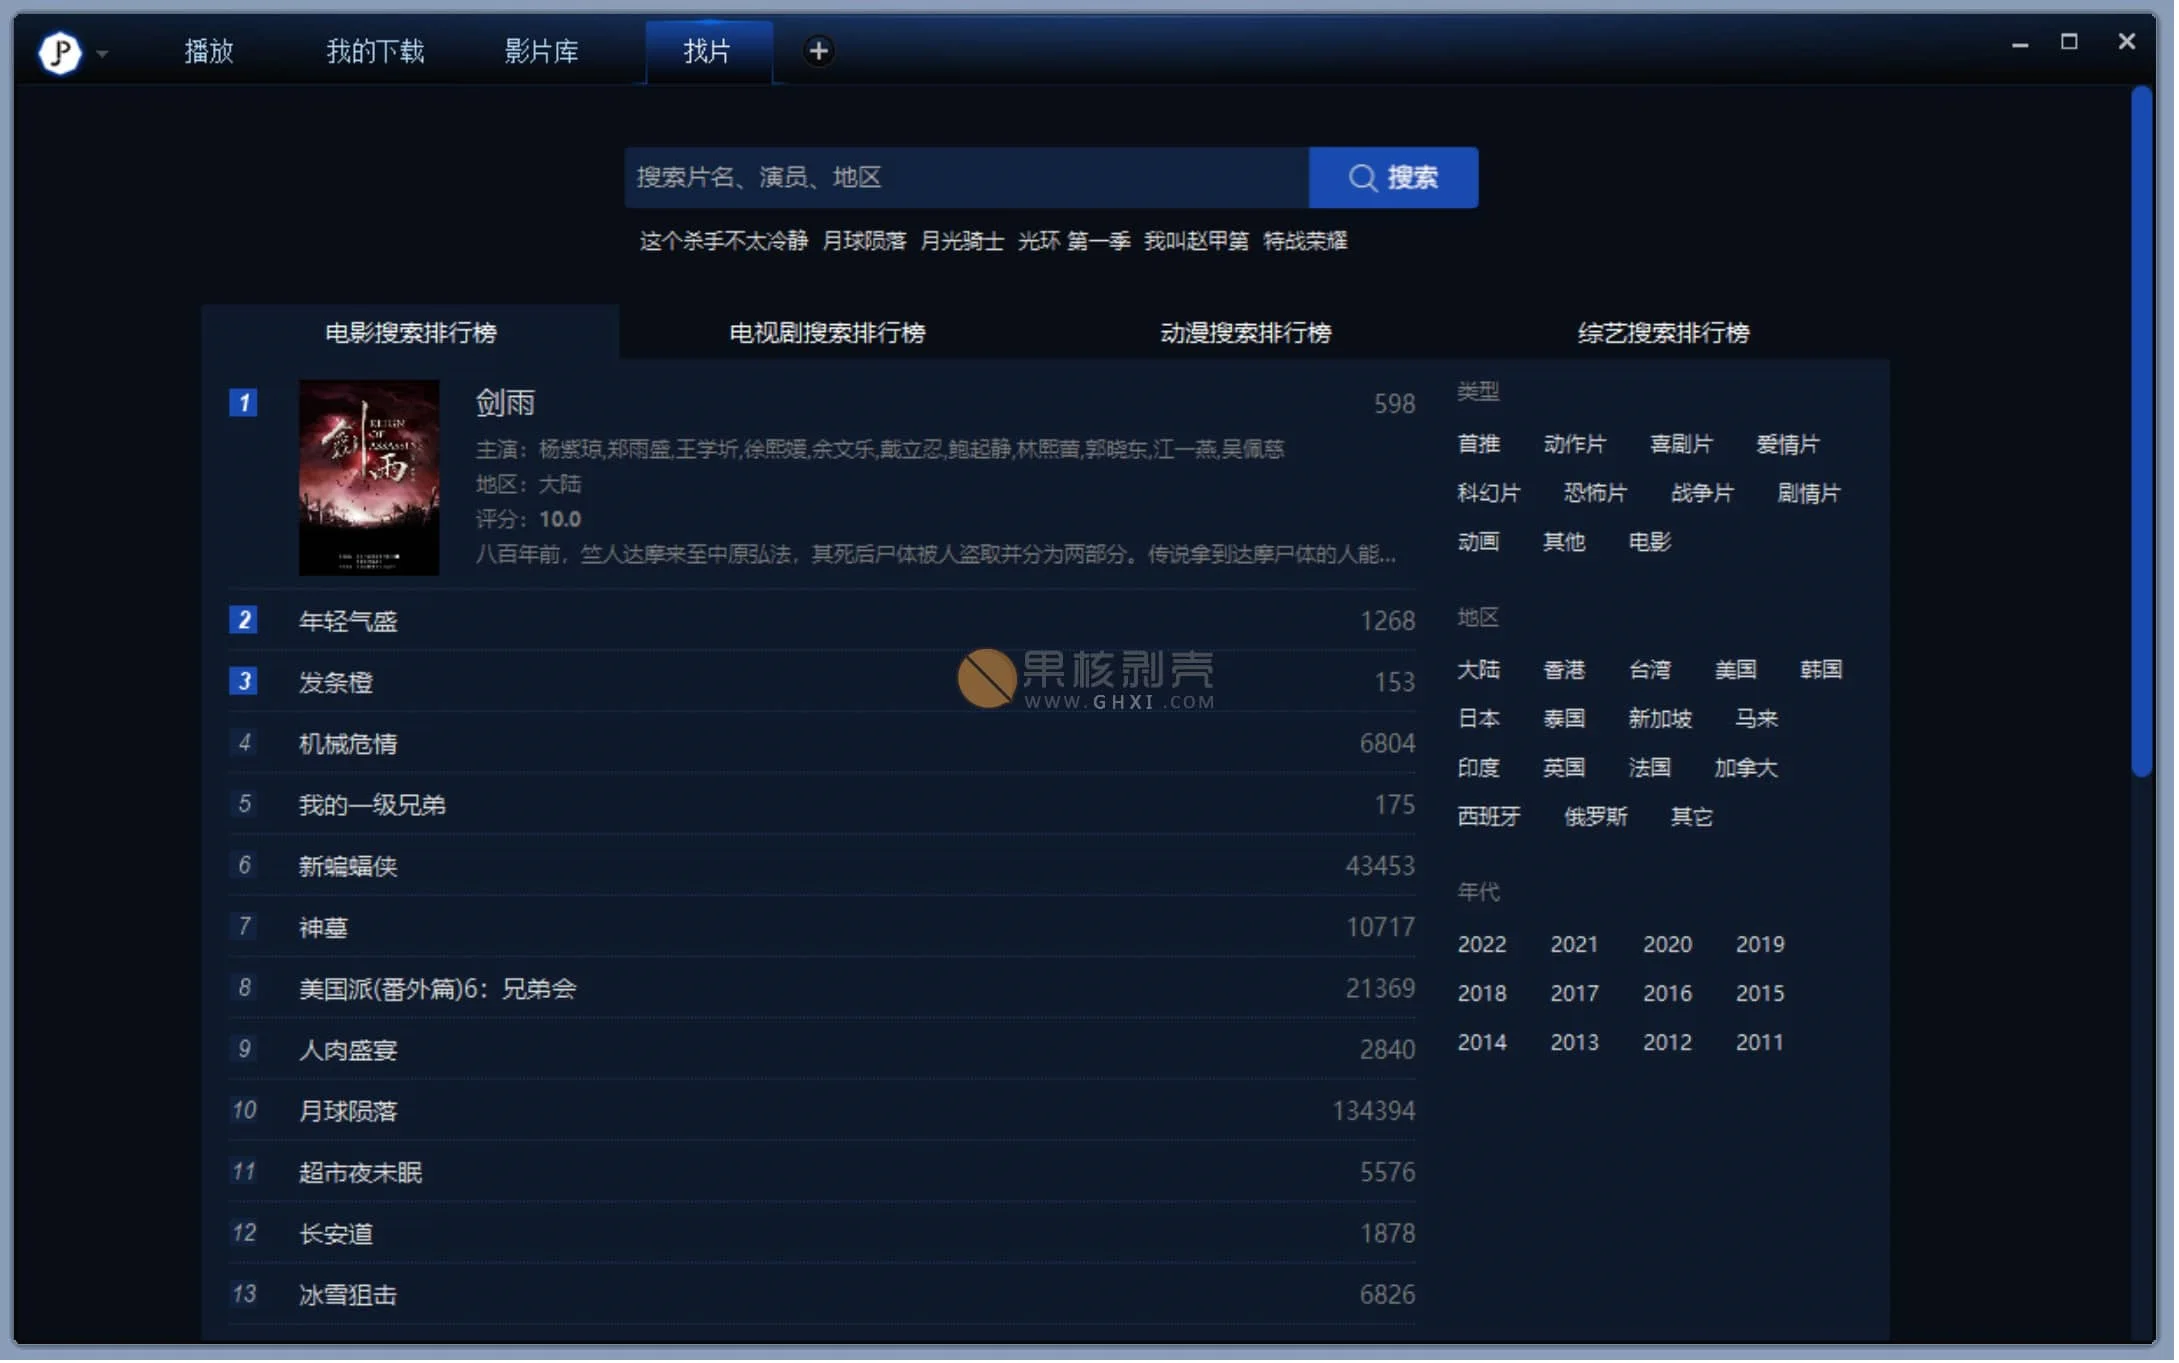 JP 播放 我的下载 影片库 找片
搜索片名、演员、地区 搜索
这个杀手不太冷静 月球陨落 月光骑士 光环 第一季 我叫赵甲第 特战荣耀
电影搜索排行榜 电视剧搜索排行榜 动漫搜索排行榜 综艺搜索排行榜
1 剑雨 598
剑雨 REIGN OF ASSASSINS
主演：杨紫琼,郑雨盛,王学圻,徐熙媛,余文乐,戴立忍,鲍起静,林熙蕾,郭晓东,江一燕,吴佩慈
地区：大陆
评分：10.0
八百年前，竺人达摩来至中原弘法，其死后尸体被人盗取并分为两部分。传说拿到达摩尸体的人能...
2 年轻气盛 1268
3 发条橙 153
4 机械危情 6804
5 我的一级兄弟 175
6 新蝙蝠侠 43453
7 神墓 10717
8 美国派(番外篇)6：兄弟会 21369
9 人肉盛宴 2840
10 月球陨落 134394
11 超市夜未眠 5576
12 长安道 1878
13 冰雪狙击 6826
类型
首推 动作片 喜剧片 爱情片
科幻片 恐怖片 战争片 剧情片
动画 其他 电影
地区
大陆 香港 台湾 美国 韩国
日本 泰国 新加坡 马来
印度 英国 法国 加拿大
西班牙 俄罗斯 其它
年代
2022 2021 2020 2019
2018 2017 2016 2015
2014 2013 2012 2011
果核剥壳
WWW.GHXI.COM